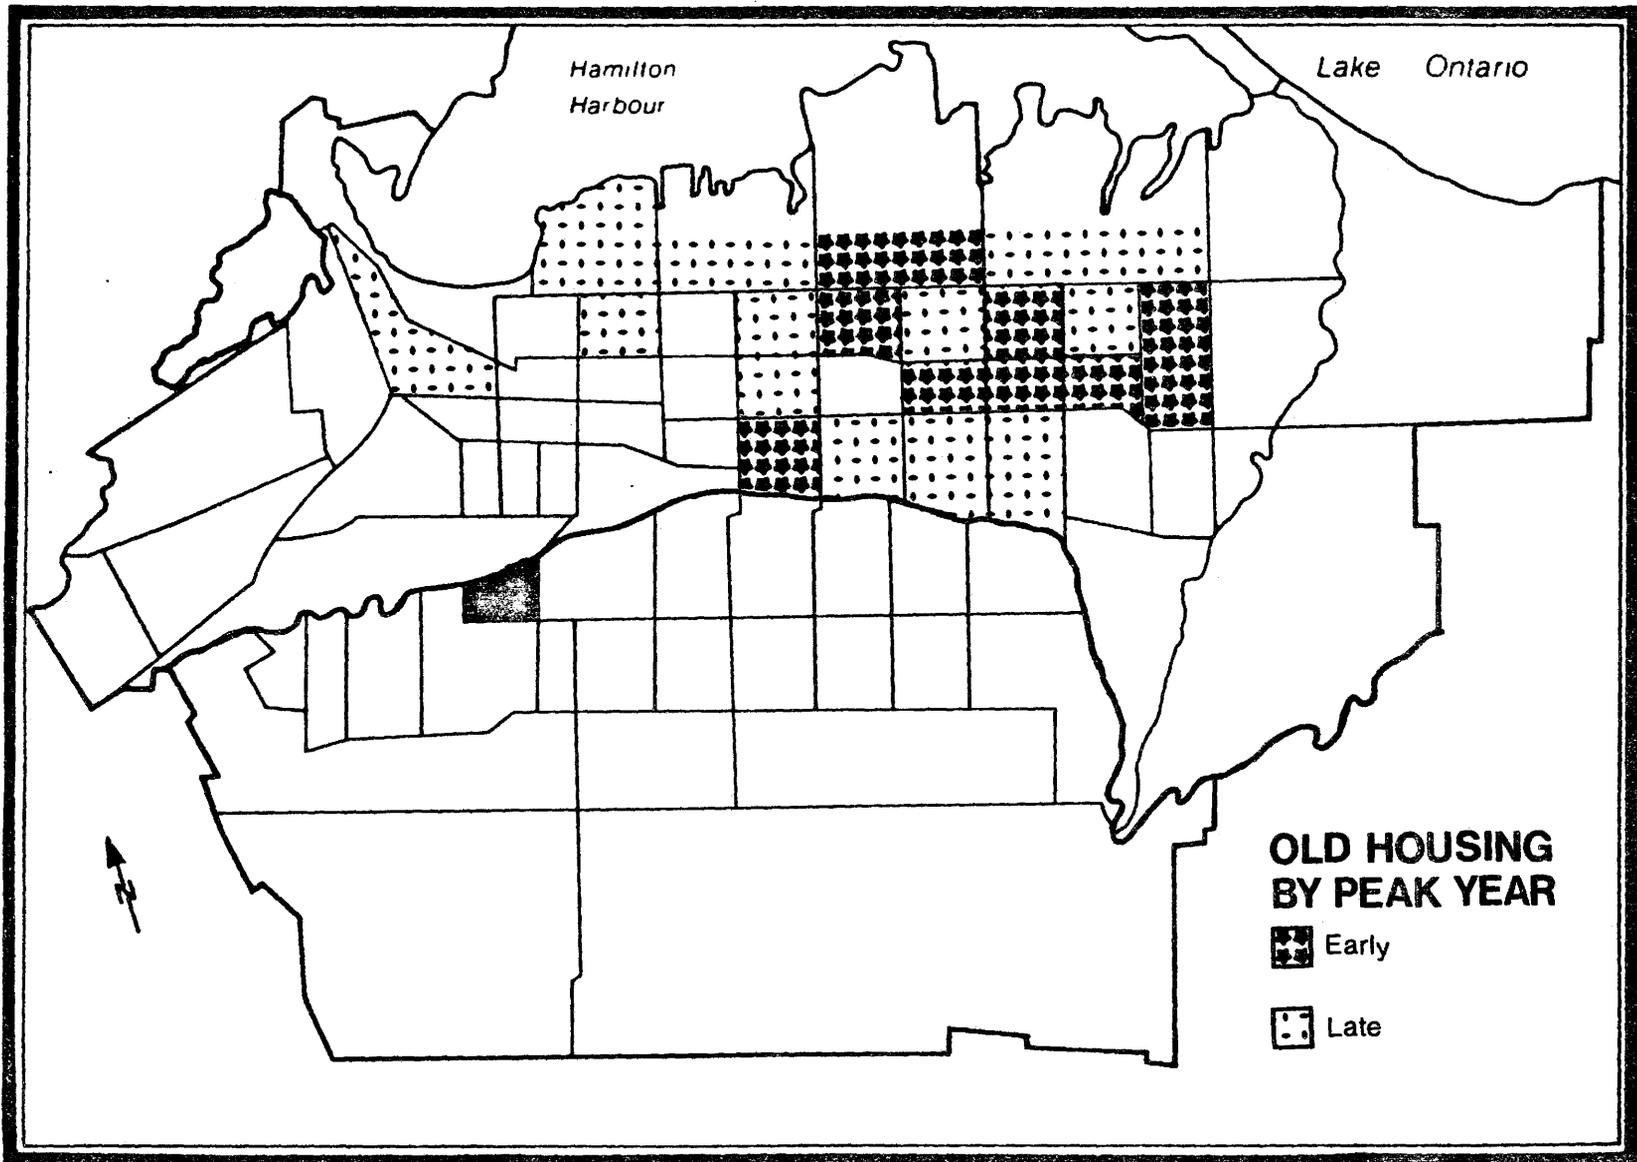 Hamilton
Harbour
Lake Ontario
N
OLD HOUSING
BY PEAK YEAR
Early
Late